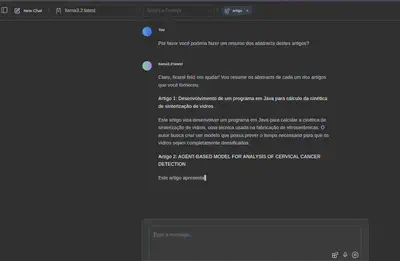 New Chat
llama3.2:latest
Select a Prompt
artigo
You
Por favor você poderia fazer um resumo dos abstracts destes artigos?
llama3.2:latest
Claro, ficarei feliz em ajudar! Vou resumir os abstracts de cada um dos artigos
que você forneceu.
Artigo 1: Desenvolvimento de um programa em Java para cálculo da cinética
de sinterização de vidros
Este artigo visa desenvolver um programa em Java para calcular a cinética de
sinterização de vidros, uma técnica usada na fabricação de vitrocerâmicas. O
autor busca criar um modelo que possa prever o tempo necessário para que os
vidros sejam completamente densificados.
Artigo 2: AGENT-BASED MODEL FOR ANALYSIS OF CERVICAL CANCER
DETECTION
Este artigo apresenta
Type a message...